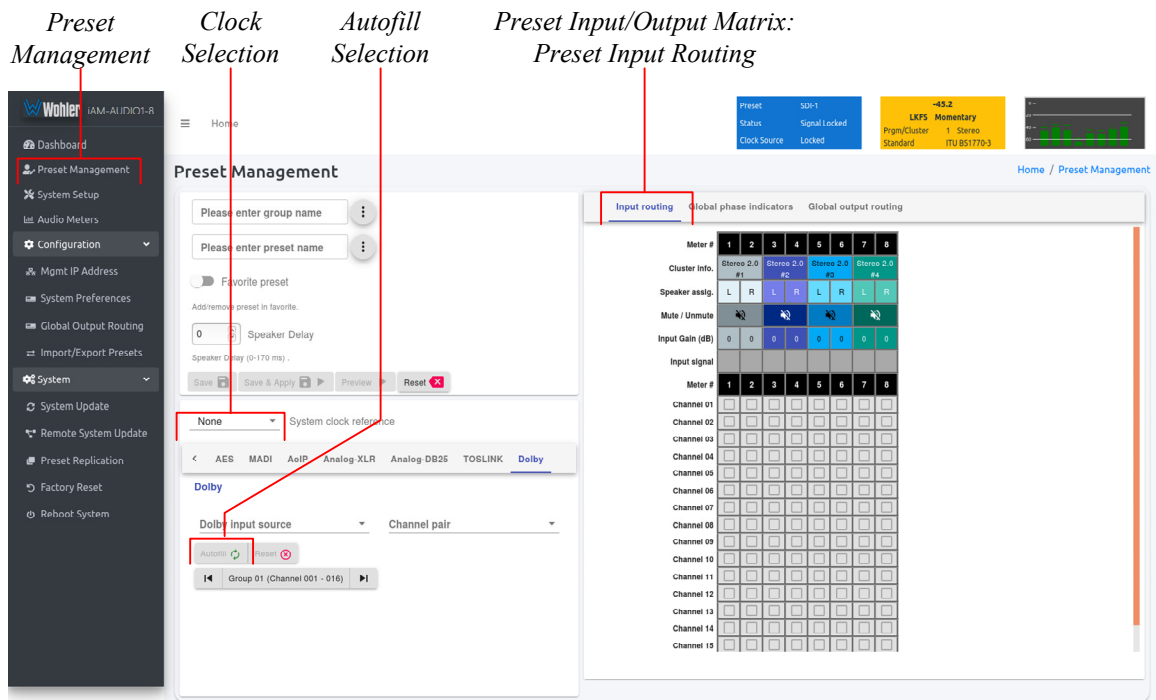 Preset
Management
Clock
Selection
Autofill
Selection
Preset Input/Output Matrix:
Preset Input Routing
Wohler iAM-AUDIO1-8
Home
Preset SDI-1
Status Signal Locked
Clock Source Locked
-45.2
LKFS Momentary
Prgm/Cluster 1 Stereo
Standard ITU BS1770-3
Dashboard
Preset Management
System Setup
Audio Meters
Configuration
Mgmt IP Address
System Preferences
Global Output Routing
Import/Export Presets
System
System Update
Remote System Update
Preset Replication
Factory Reset
Reboot System
Preset Management
Home / Preset Management
Please enter group name
Please enter preset name
Favorite preset
Add/remove preset in favorite.
0 Speaker Delay
Speaker Delay (0-170 ms) .
Save Save & Apply Preview Reset
None System clock reference
AES MADI AoIP Analog-XLR Analog-DB25 TOSLINK Dolby
Dolby
Dolby input source Channel pair
Autofill Reset
Group 01 (Channel 001 - 016)
Input routing Global phase indicators Global output routing
Meter # 1 2 3 4 5 6 7 8
Cluster info. Stereo 2.0 #1 Stereo 2.0 #2 Stereo 2.0 #3 Stereo 2.0 #4
Speaker assig. L R L R L R L R
Mute / Unmute
Input Gain (dB) 0 0 0 0 0 0 0 0
Input signal
Meter # 1 2 3 4 5 6 7 8
Channel 01
Channel 02
Channel 03
Channel 04
Channel 05
Channel 06
Channel 07
Channel 08
Channel 09
Channel 10
Channel 11
Channel 12
Channel 13
Channel 14
Channel 15